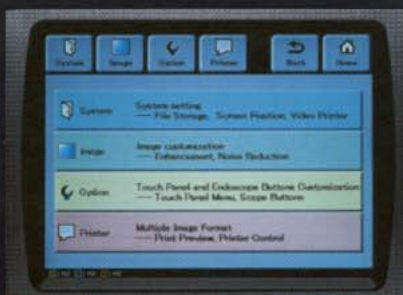 System Image Option Printer Back Home
System
System setting
— File Storage, Screen Position, Video Printer
Image
Image customization
— Enhancement, Noise Reduction
Option
Touch Panel and Endoscope Buttons Customization
— Touch Panel Menu, Scope Buttons
Printer
Multiple Image Format
— Print Preview, Printer Control